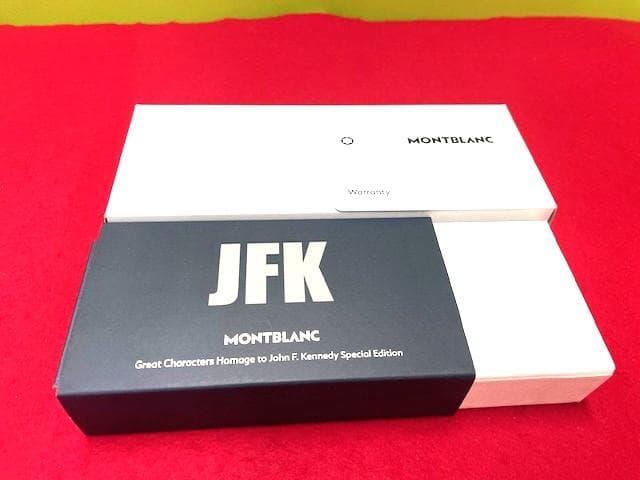 MONTBLANC
Warranty
JFK
MONTBLANC
Great Characters Homage to John F. Kennedy Special Edition